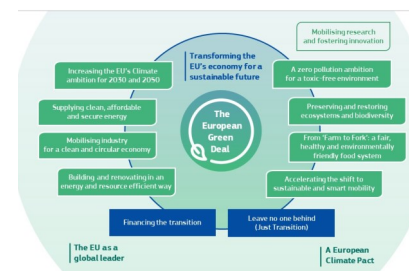 Mobilising research
and fostering innovation
Transforming the
EU's economy for a
sustainable future
Increasing the EU's Climate
ambition for 2030 and 2050
A zero pollution ambition
for a toxic-free environment
Supplying clean, affordable
and secure energy
Preserving and restoring
ecosystems and biodiversity
The
European
Green
Deal
Mobilising industry
for a clean and circular economy
From 'Farm to Fork': a fair,
healthy and environmentally
friendly food system
Building and renovating in an
energy and resource efficient way
Accelerating the shift to
sustainable and smart mobility
Financing the transition
Leave no one behind
(Just Transition)
The EU as a
global leader
A European
Climate Pact